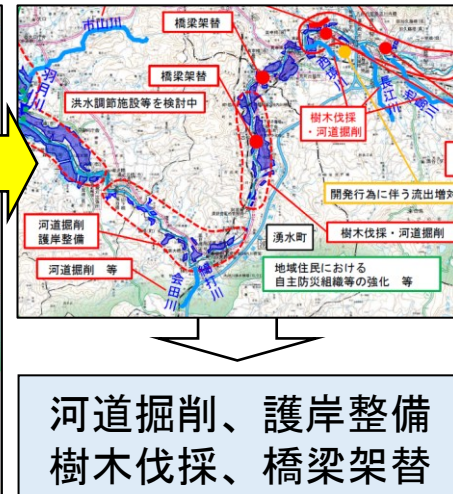 市山川
橋梁架替
羽月川
橋梁架替
洪水調節施設等を検討中
長江川
樹木伐採
・河道掘削
開発行為に伴う流出増対
河道掘削
護岸整備
湧水町
樹木伐採・河道掘削
河道掘削 等
会田川
綿打川
地域住民における
自主防災組織等の強化 等
河道掘削、護岸整備
樹木伐採、橋梁架替